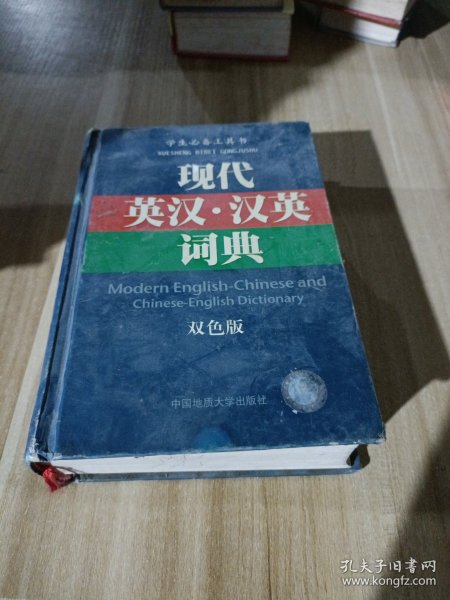 学生必备工具书
XUESHENG BIBEI GONGJUSHU
现代
英汉·汉英
词典
Modern English-Chinese and
Chinese-English Dictionary
双色版
中国地质大学出版社
孔夫子旧书网
www.kongfz.com